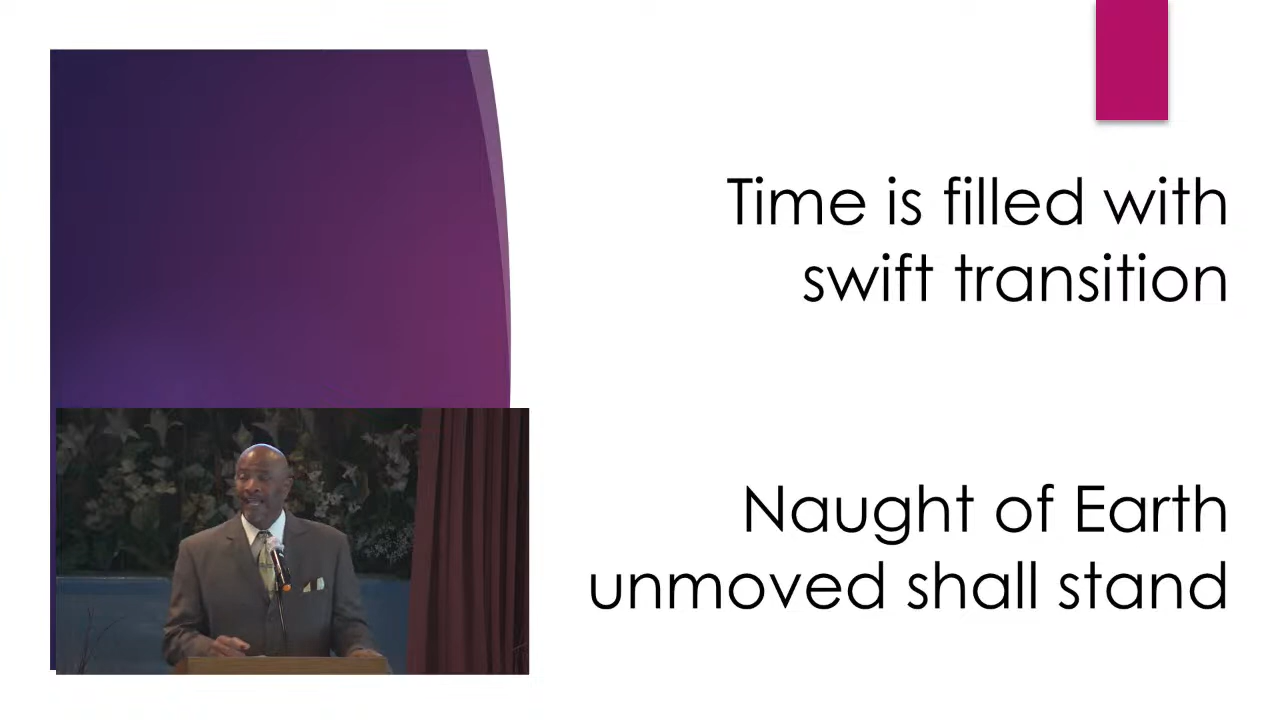 Time is filled with
swift transition
Naught of Earth
unmoved shall stand